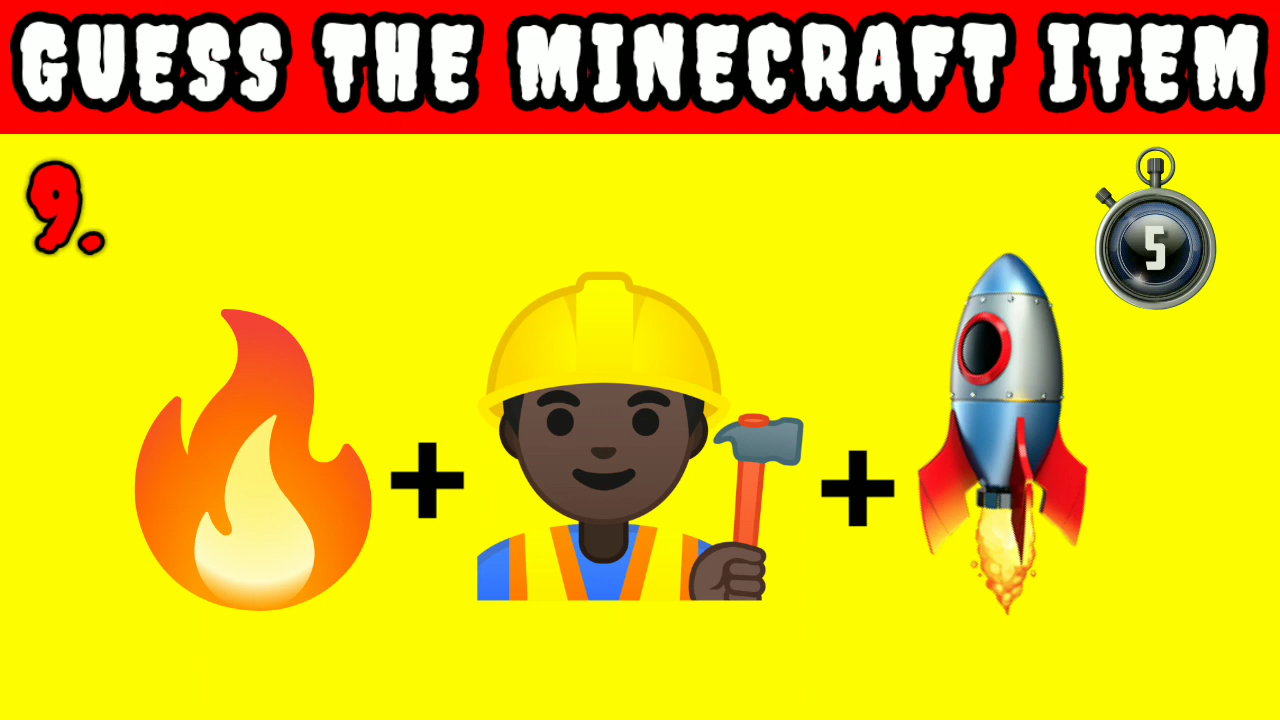 GUESS THE MINECRAFT ITEM
9.
5
+
+